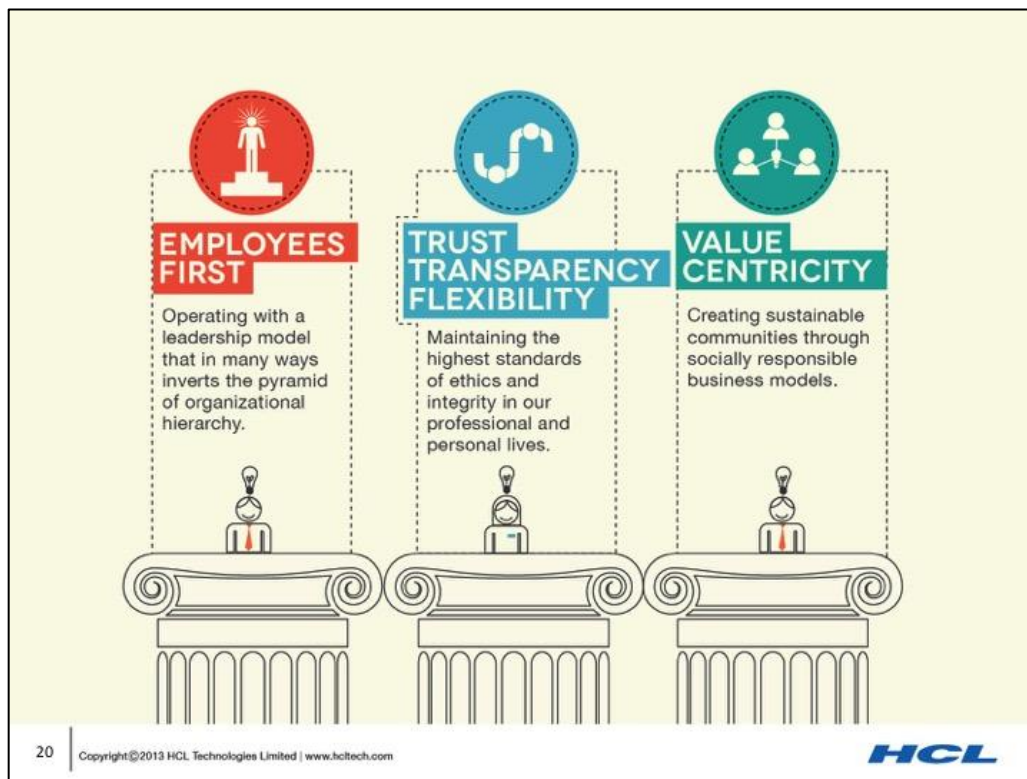 EMPLOYEES
FIRST
Operating with a
leadership model
that in many ways
inverts the pyramid
of organizational
hierarchy.
TRUST
TRANSPARENCY
FLEXIBILITY
Maintaining the
highest standards
of ethics and
integrity in our
professional and
personal lives.
VALUE
CENTRICITY
Creating sustainable
communities through
socially responsible
business models.
20
Copyright©2013 HCL Technologies Limited | www.hcltech.com
HCL